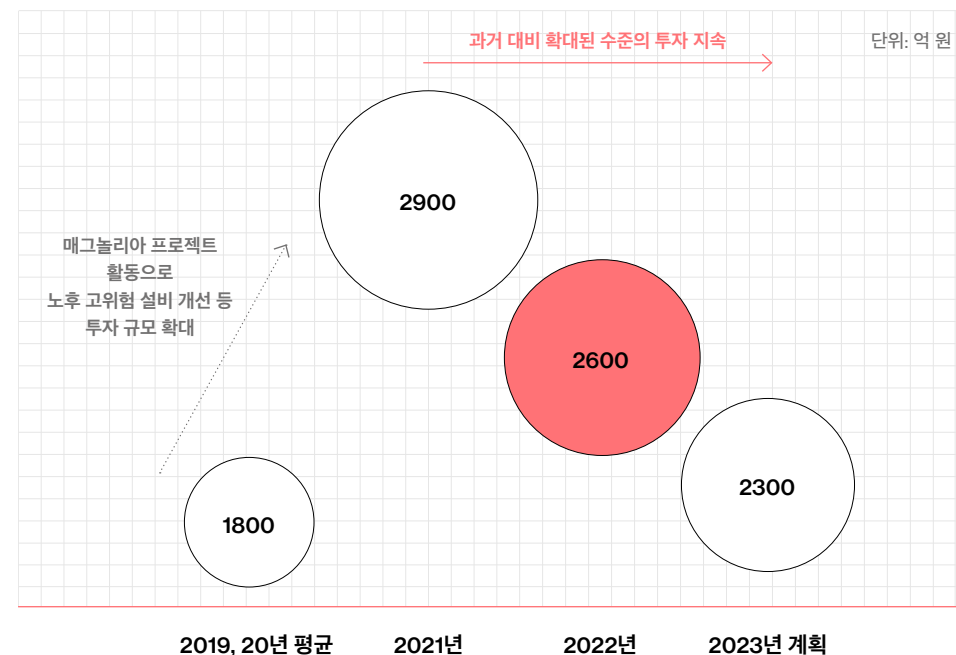 과거 대비 확대된 수준의 투자 지속
단위: 억 원
2900
매그놀리아 프로젝트
활동으로
노후 고위험 설비 개선 등
투자 규모 확대
2600
2300
1800
2019, 20년 평균
2021년
2022년
2023년 계획